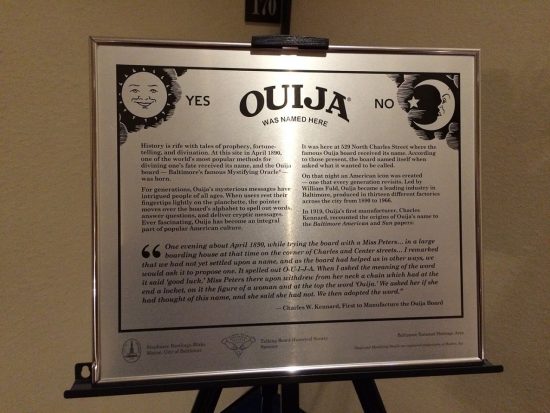 170
YES
OUIJA®
NO
WAS NAMED HERE
History is rife with tales of prophecy, fortune-
telling, and divination. At this site in April 1890,
one of the world's most popular methods for
divining one's fate received its name, and the Ouija
board — Baltimore's famous Mystifying Oracle® —
was born.
For generations, Ouija's mysterious messages have
intrigued people of all ages. When users rest their
fingertips lightly on the planchette, the pointer
moves over the board's alphabet to spell out words,
answer questions, and deliver cryptic messages.
Ever fascinating, Ouija has become an integral
part of popular American culture.
It was here at 529 North Charles Street where the
famous Ouija board received its name. According
to those present, the board named itself when
asked what it wanted to be called.
On that night an American icon was created
— one that every generation revisits. Led by
William Fuld, Ouija became a leading industry in
Baltimore, produced in thirteen different factories
across the city from 1890 to 1966.
In 1919, Ouija's first manufacturer, Charles
Kennard, recounted the origins of Ouija's name to
the Baltimore American and Sun papers:
“One evening about April 1890, while trying the board with a Miss Peters... in a large
boarding house at that time on the corner of Charles and Center streets... I remarked
that we had not yet settled upon a name, and as the board had helped us in other ways, we
would ask it to propose one. It spelled out O-U-I-J-A. When I asked the meaning of the word
it said 'good luck.' Miss Peters there upon withdrew from her neck a chain which had at the
end a locket, on it the figure of a woman and at the top the word 'Ouija.' We asked her if she
had thought of this name, and she said she had not. We then adopted the word.”
— Charles W. Kennard, First to Manufacture the Ouija Board
Stephanie Rawlings-Blake
Mayor, City of Baltimore
Talking Board Historical Society
Sponsor
Baltimore National Heritage Area